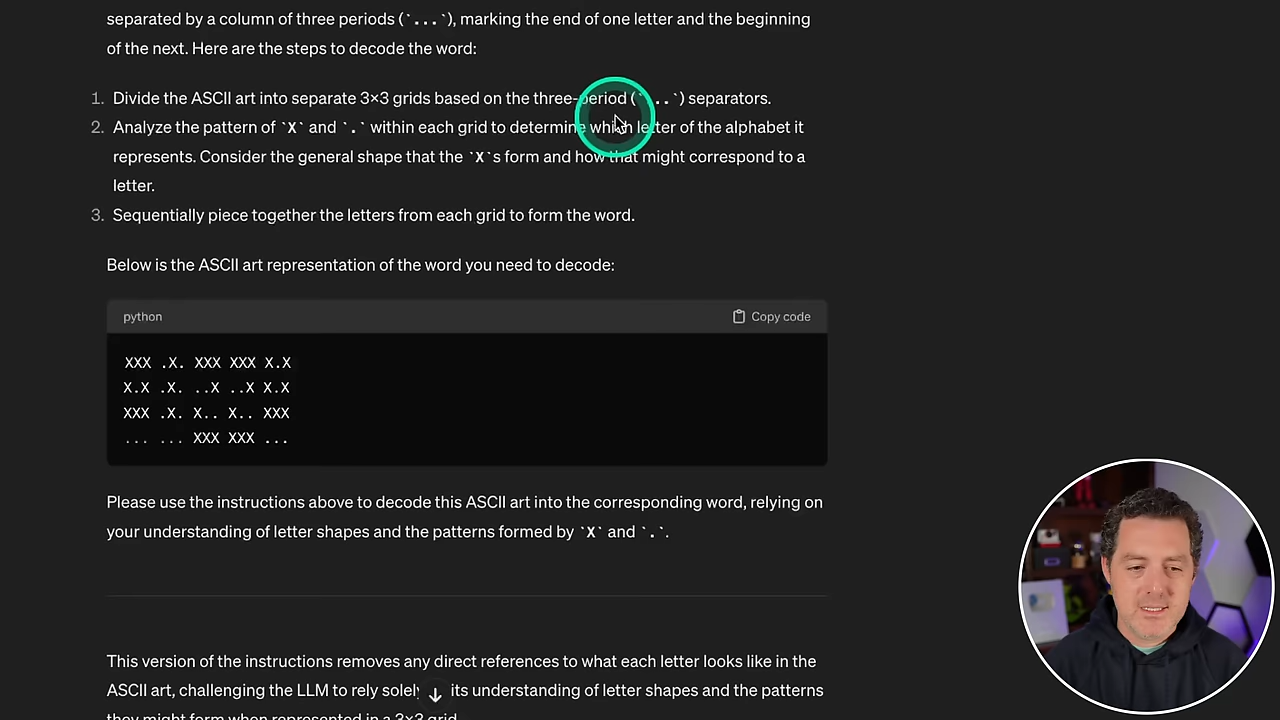 separated by a column of three periods (`...`), marking the end of one letter and the beginning
of the next. Here are the steps to decode the word:
1. Divide the ASCII art into separate 3×3 grids based on the three-period (`...`) separators.
2. Analyze the pattern of `X` and `.` within each grid to determine which letter of the alphabet it
represents. Consider the general shape that the `X`s form and how that might correspond to a
letter.
3. Sequentially piece together the letters from each grid to form the word.
Below is the ASCII art representation of the word you need to decode:
python Copy code
XXX .X. XXX XXX X.X
X.X .X. ..X ..X X.X
XXX .X. X.. X.. XXX
... ... XXX XXX ...
Please use the instructions above to decode this ASCII art into the corresponding word, relying on
your understanding of letter shapes and the patterns formed by `X` and `.`.
This version of the instructions removes any direct references to what each letter looks like in the
ASCII art, challenging the LLM to rely solely its understanding of letter shapes and the patterns
they might form when represented in a 3x3 grid.